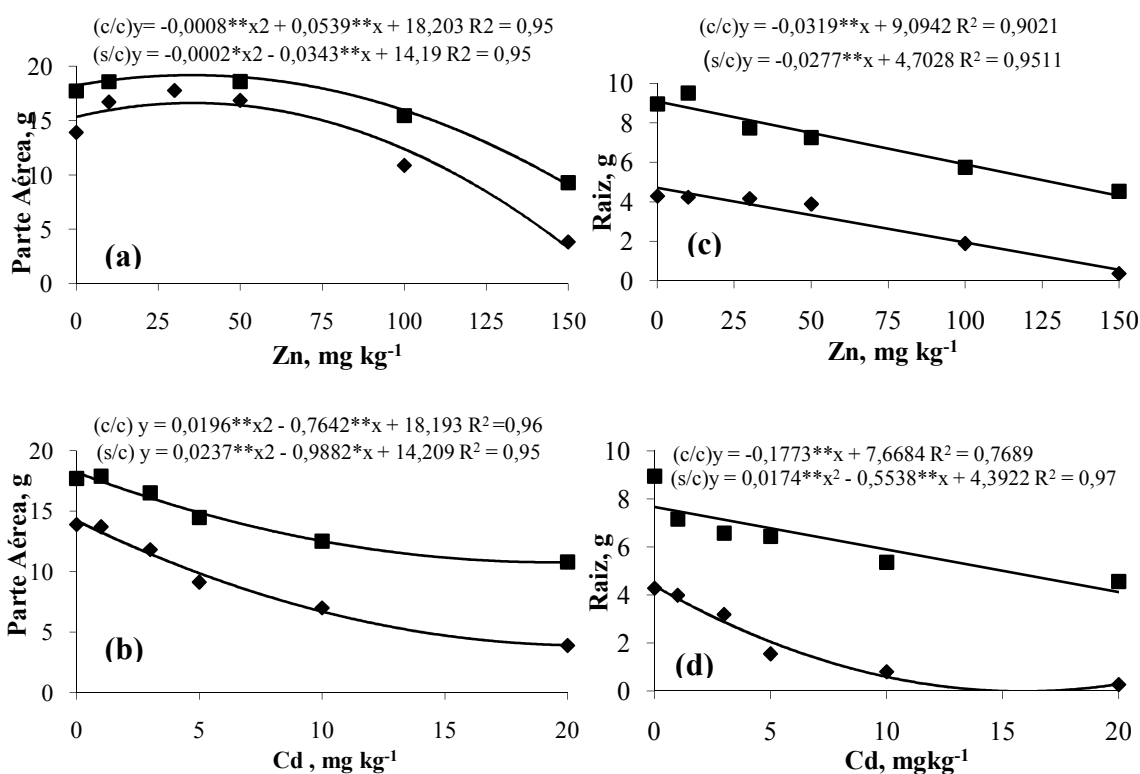 (c/c)y= -0,0008**x2 + 0,0539**x + 18,203 R2 = 0,95
(s/c)y = -0,0002*x2 - 0,0343**x + 14,19 R2 = 0,95
20
15
10
5
0
Parte Aérea, g
(a)
0 25 50 75 100 125 150
Zn, mg kg-1
(c/c)y = -0,0319**x + 9,0942 R² = 0,9021
(s/c)y = -0,0277**x + 4,7028 R² = 0,9511
10
8
6
4
2
0
Raiz, g
(c)
0 25 50 75 100 125 150
Zn, mg kg-1
(c/c) y = 0,0196**x2 - 0,7642**x + 18,193 R² =0,96
(s/c) y = 0,0237**x2 - 0,9882*x + 14,209 R² = 0,95
20
15
10
5
0
Parte Aérea, g
(b)
0 5 10 15 20
Cd , mg kg-1
(c/c)y = -0,1773**x + 7,6684 R² = 0,7689
(s/c)y = 0,0174**x² - 0,5538**x + 4,3922 R² = 0,97
10
8
6
4
2
0
Raiz, g
(d)
0 5 10 15 20
Cd, mgkg-1